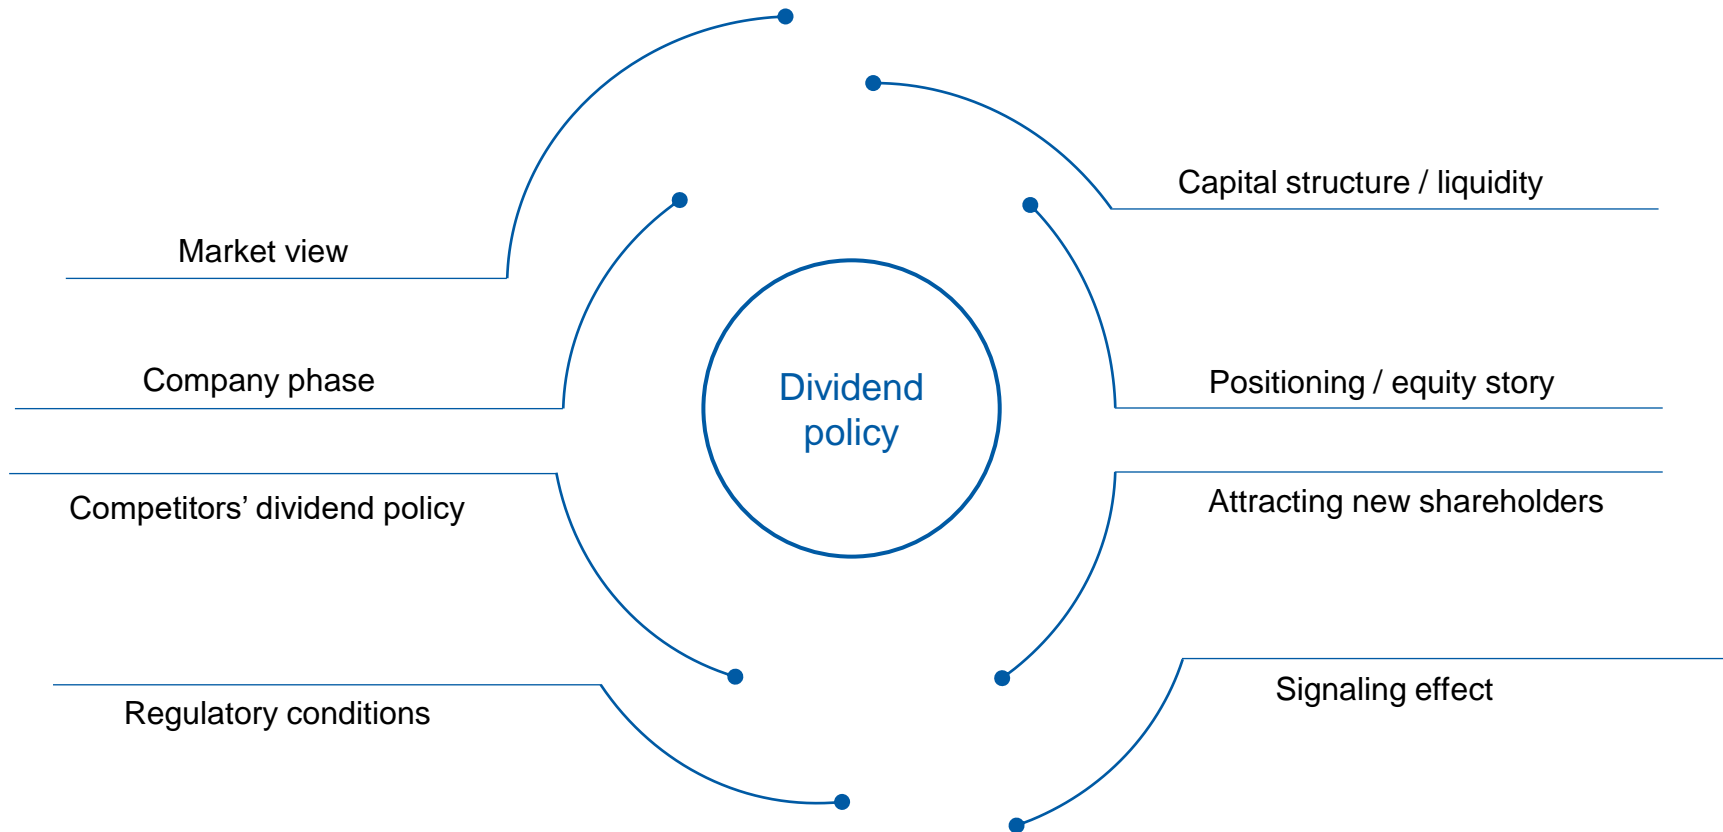 Market view
Company phase
Competitors’ dividend policy
Regulatory conditions
Dividend
policy
Capital structure / liquidity
Positioning / equity story
Attracting new shareholders
Signaling effect